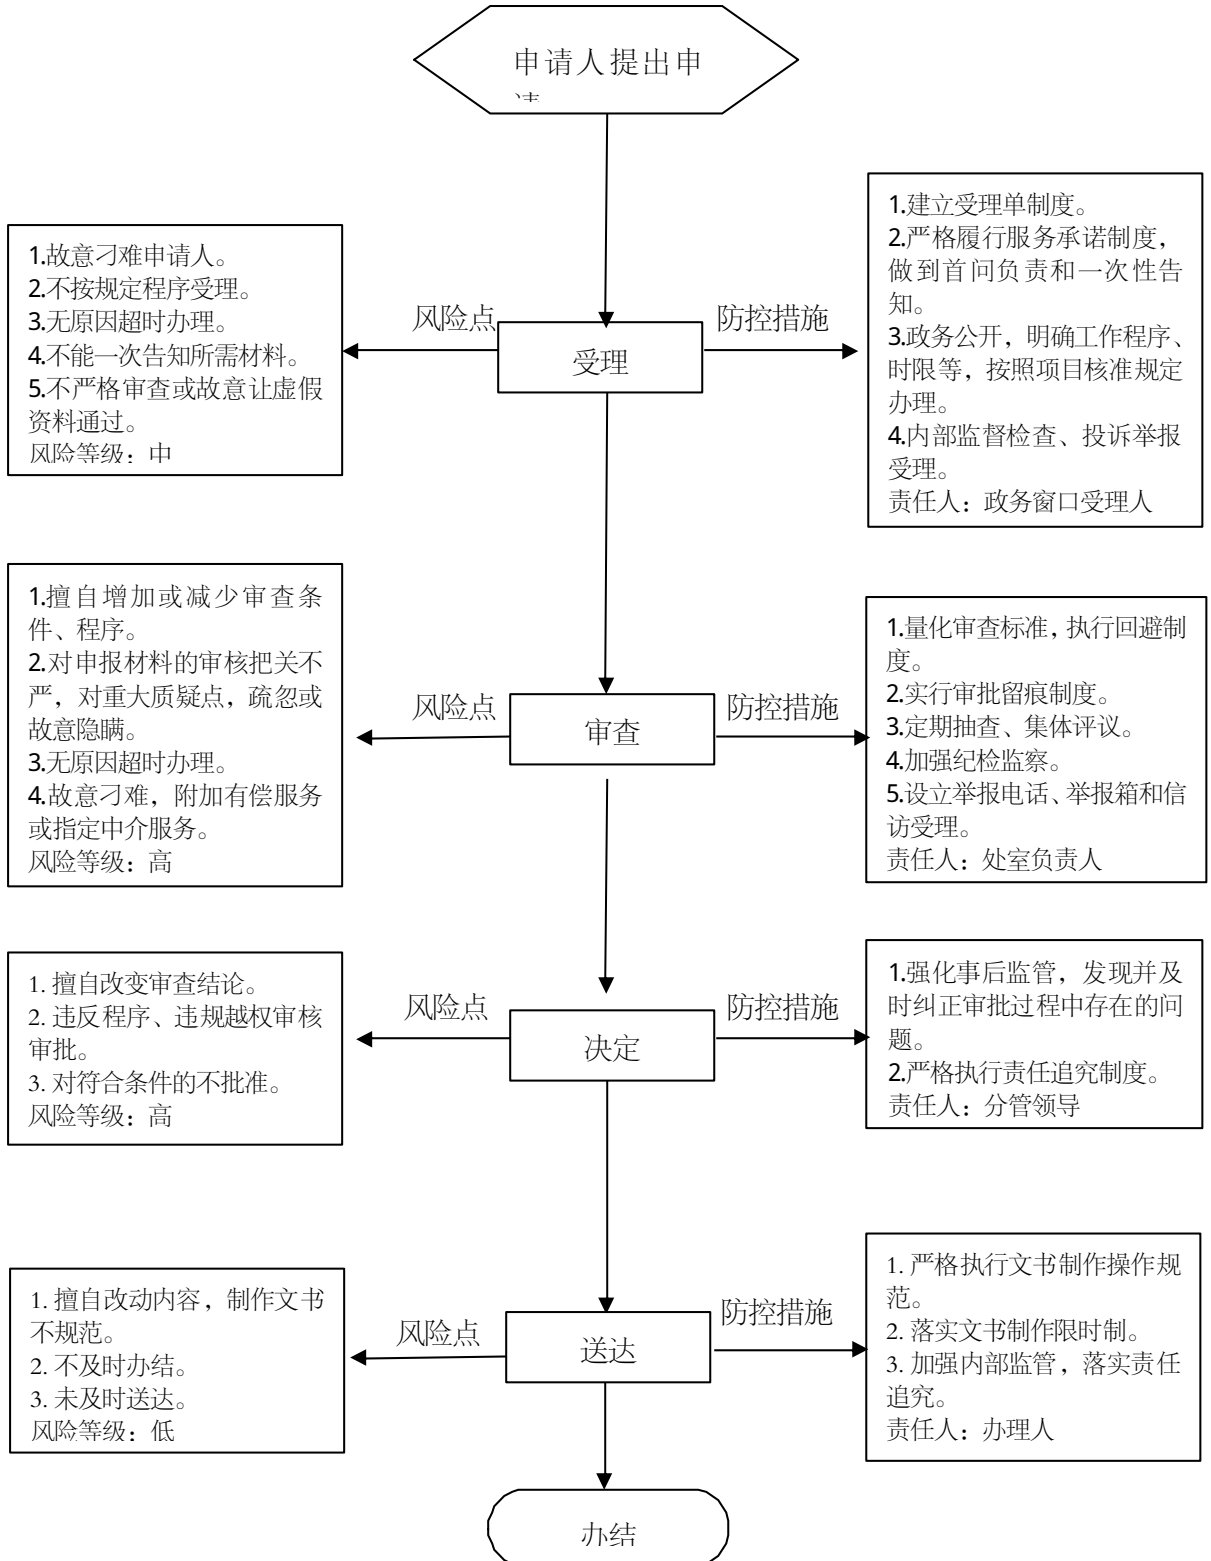 申请人提出申
请
1.建立受理单制度。
2.严格履行服务承诺制度，
做到首问负责和一次性告
知。
3.政务公开，明确工作程序、
时限等，按照项目核准规定
办理。
4.内部监督检查、投诉举报
受理。
责任人：政务窗口受理人
1.故意刁难申请人。
2.不按规定程序受理。
3.无原因超时办理。
4.不能一次告知所需材料。
5.不严格审查或故意让虚假
资料通过。
风险等级：中
风险点
防控措施
受理
1.擅自增加或减少审查条
件、程序。
2.对申报材料的审核把关不
严，对重大质疑点，疏忽或
故意隐瞒。
3.无原因超时办理。
4.故意刁难，附加有偿服务
或指定中介服务。
风险等级：高
风险点
防控措施
审查
1.量化审查标准，执行回避制
度。
2.实行审批留痕制度。
3.定期抽查、集体评议。
4.加强纪检监察。
5.设立举报电话、举报箱和信
访受理。
责任人：处室负责人
1. 擅自改变审查结论。
2. 违反程序、违规越权审核
审批。
3. 对符合条件的不批准。
风险等级：高
风险点
防控措施
决定
1.强化事后监管，发现并及
时纠正审批过程中存在的问
题。
2.严格执行责任追究制度。
责任人：分管领导
1. 擅自改动内容，制作文书
不规范。
2. 不及时办结。
3. 未及时送达。
风险等级：低
风险点
防控措施
送达
1. 严格执行文书制作操作规
范。
2. 落实文书制作限时制。
3. 加强内部监管，落实责任
追究。
责任人：办理人
办结